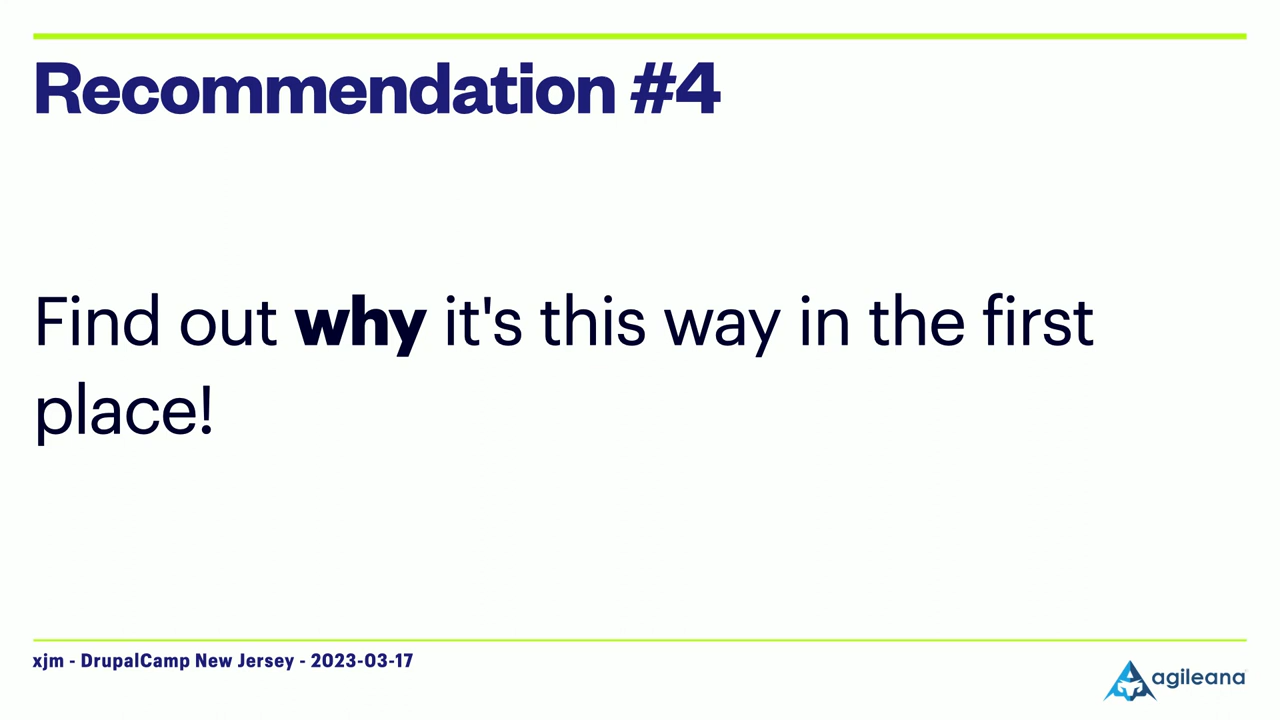 Recommendation #4
Find out why it's this way in the first
place!
xjm - DrupalCamp New Jersey - 2023-03-17
agileana